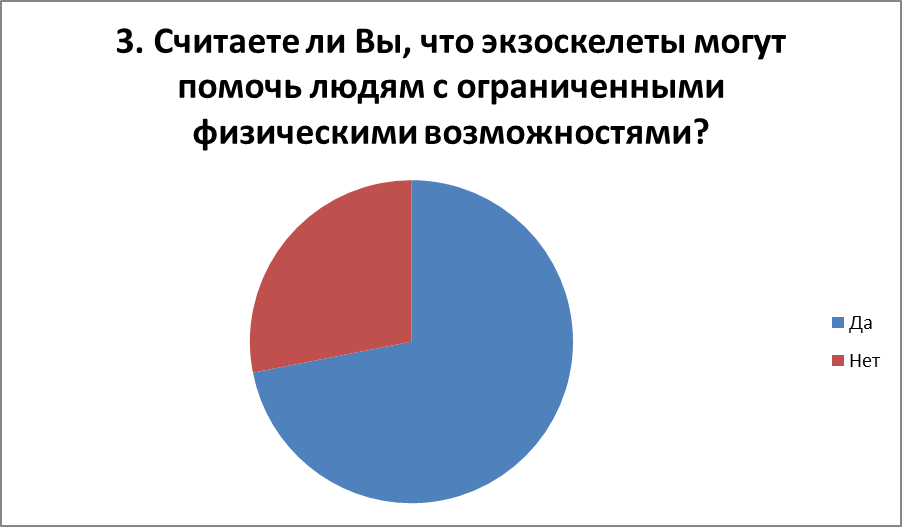 3. Считаете ли Вы, что экзоскелеты могут
помочь людям с ограниченными
физическими возможностями?
Да
Нет